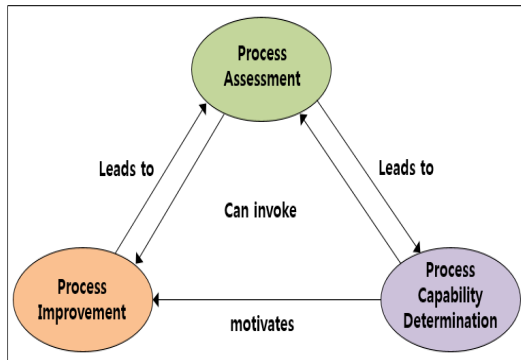 Process
Assessment
Leads to
Leads to
Can invoke
Process
Improvement
Process
Capability
Determination
motivates